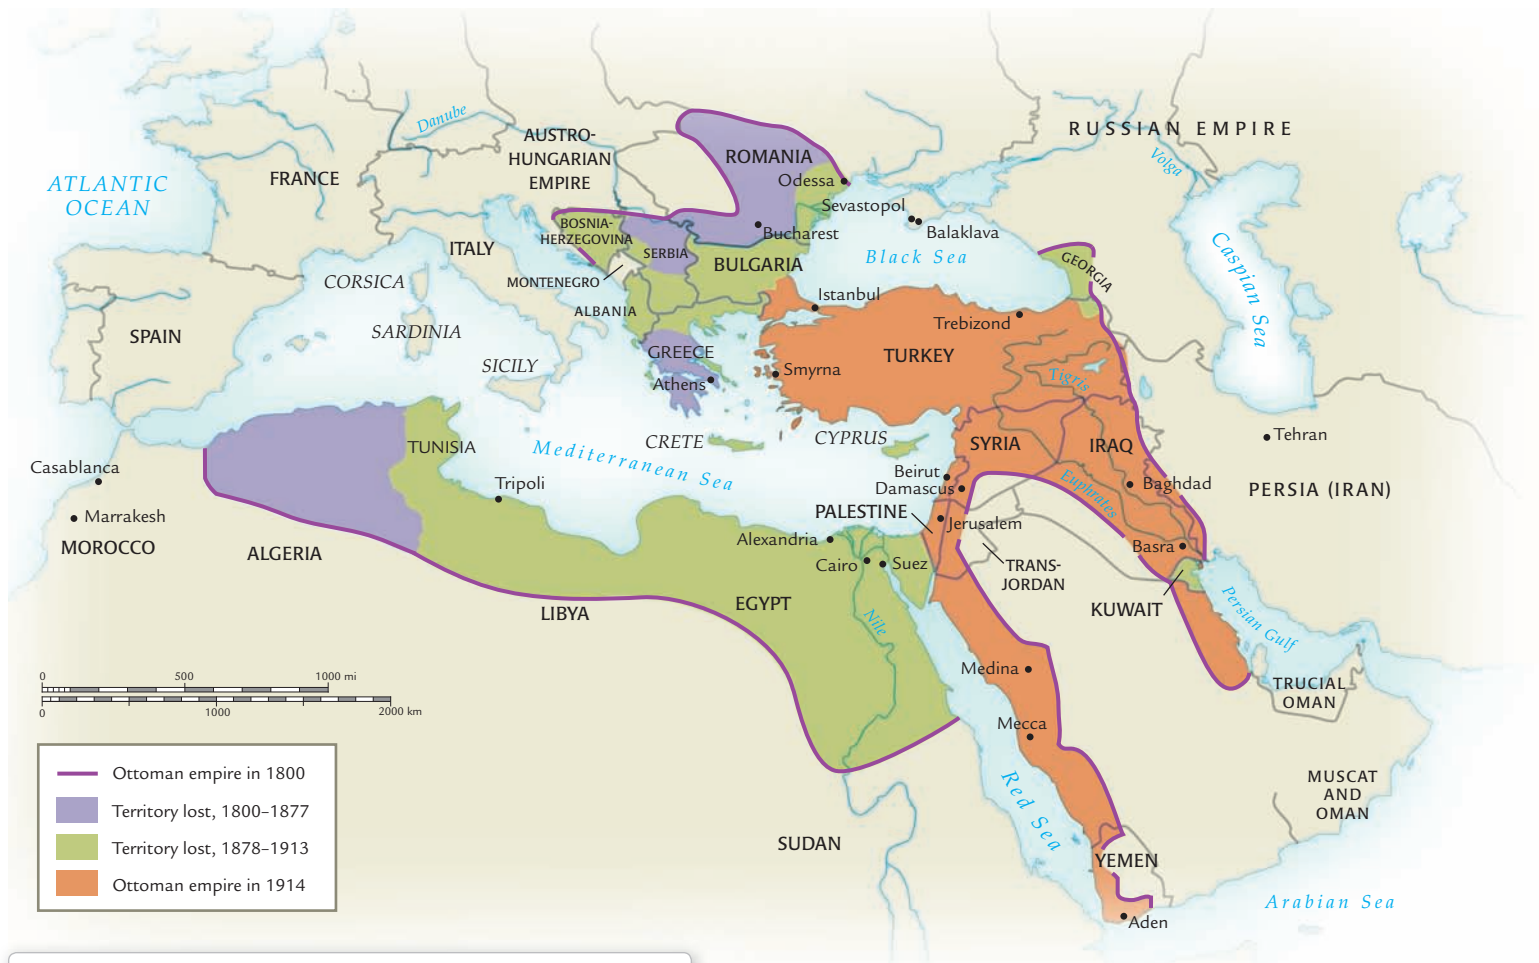 RUSSIAN EMPIRE
Danube
AUSTRO-
HUNGARIAN
EMPIRE
ROMANIA
Volga
ATLANTIC
OCEAN
FRANCE
Odessa
Sevastopol
Balaklava
BOSNIA-
HERZEGOVINA
Bucharest
ITALY
SERBIA
BULGARIA
Black Sea
GEORGIA
Caspian Sea
CORSICA
MONTENEGRO
ALBANIA
Istanbul
Trebizond
SPAIN
SARDINIA
SICILY
GREECE
Athens
Smyrna
TURKEY
Tigris
TUNISIA
Mediterranean Sea
CRETE
CYPRUS
SYRIA
IRAQ
Tehran
Casablanca
Tripoli
Beirut
Damascus
Euphrates
Baghdad
PERSIA (IRAN)
Marrakesh
MOROCCO
ALGERIA
PALESTINE
Jerusalem
Alexandria
Cairo
Suez
Basra
TRANS-
JORDAN
KUWAIT
LIBYA
EGYPT
Nile
Persian Gulf
Medina
TRUCIAL
OMAN
Mecca
Red Sea
MUSCAT
AND
OMAN
SUDAN
YEMEN
Aden
Arabian Sea
0 500 1000 mi
0 1000 2000 km
Ottoman empire in 1800
Territory lost, 1800–1877
Territory lost, 1878–1913
Ottoman empire in 1914